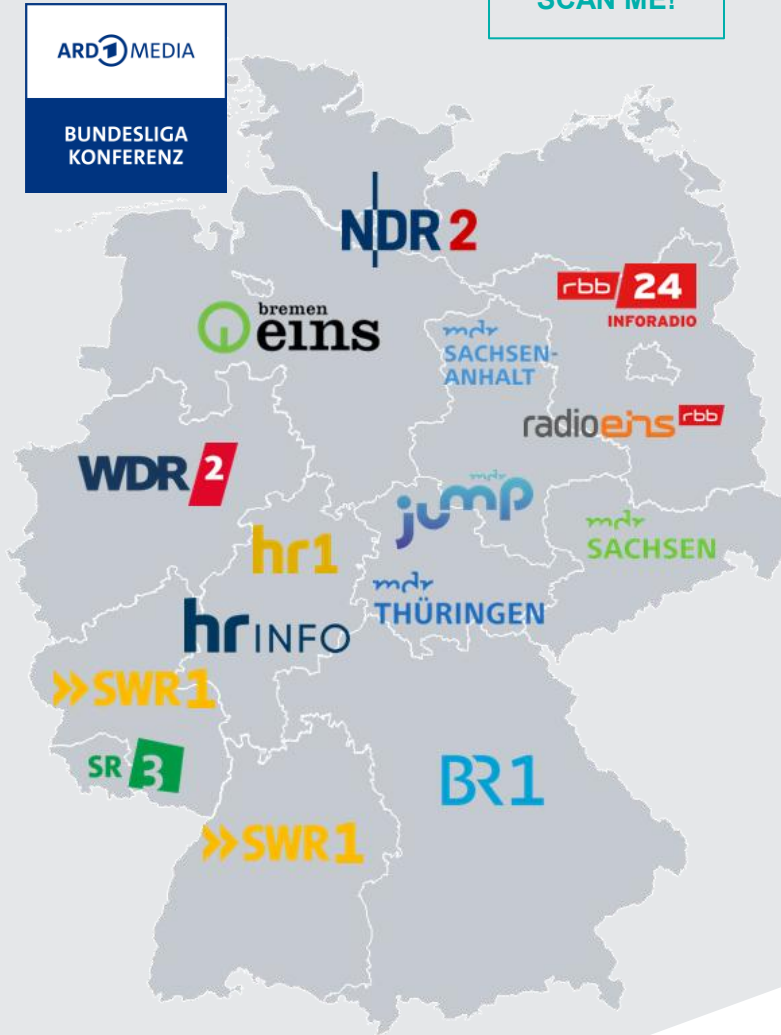 SCAN ME!
ARD 1 MEDIA
BUNDESLIGA
KONFERENZ
NDR 2
rbb 24
INFORADIO
bremen
eins
mdr
SACHSEN-
ANHALT
radioeins rbb
WDR 2
mdr
jump
mdr
SACHSEN
hr1
mdr
THÜRINGEN
hr INFO
SWR1
SR 3
BR1
SWR1